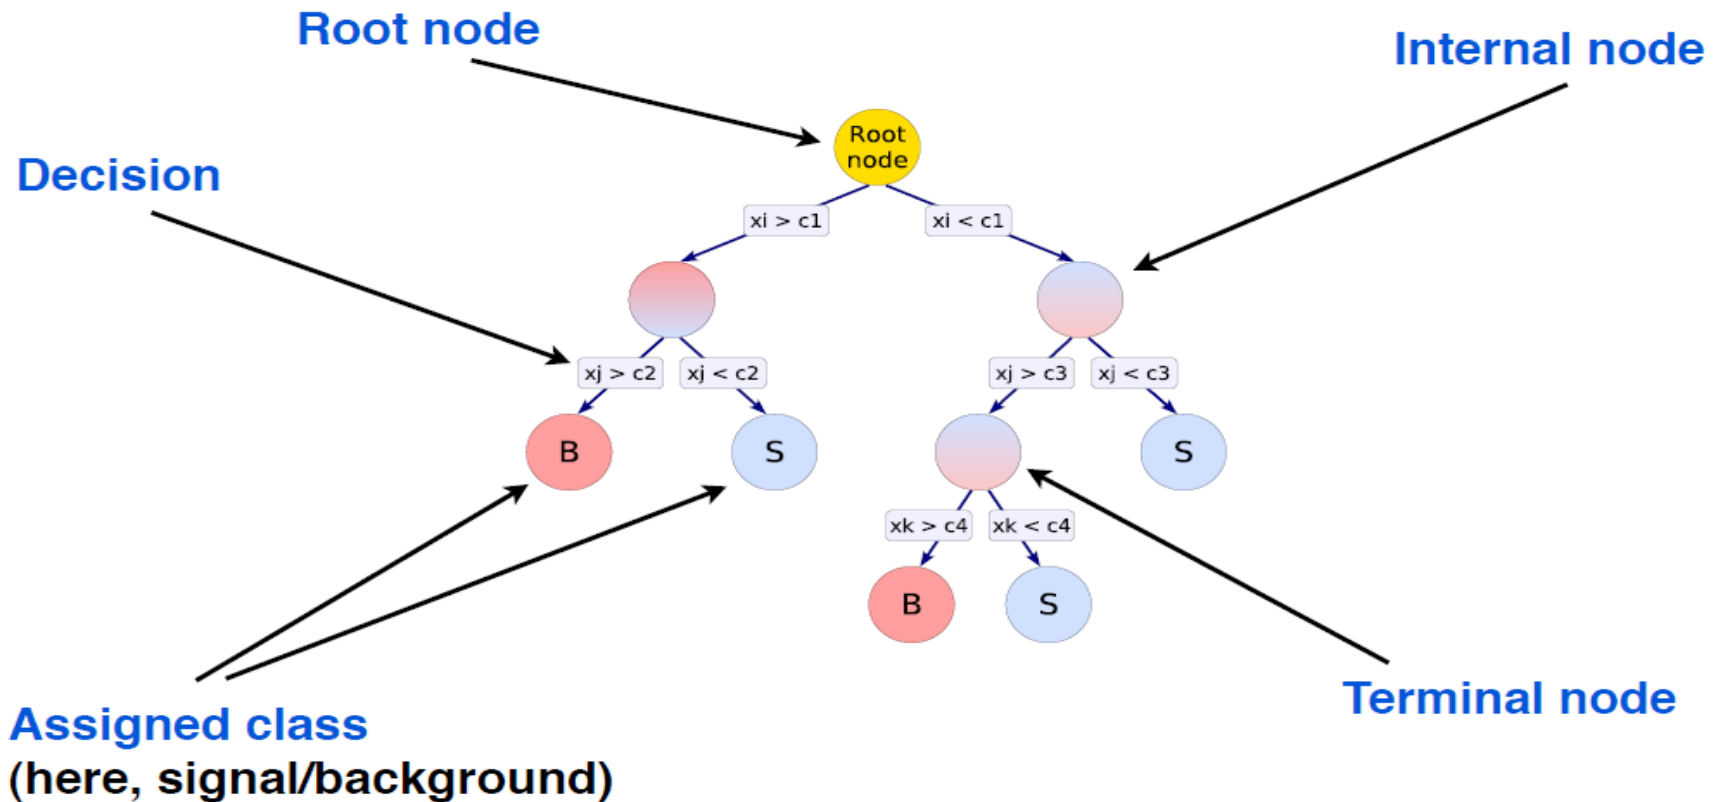 Root node
Internal node
Root
node
Decision
xi > c1
xi < c1
xj > c2
xj < c2
xj > c3
xj < c3
B
S
S
xk > c4
xk < c4
B
S
Terminal node
Assigned class
(here, signal/background)